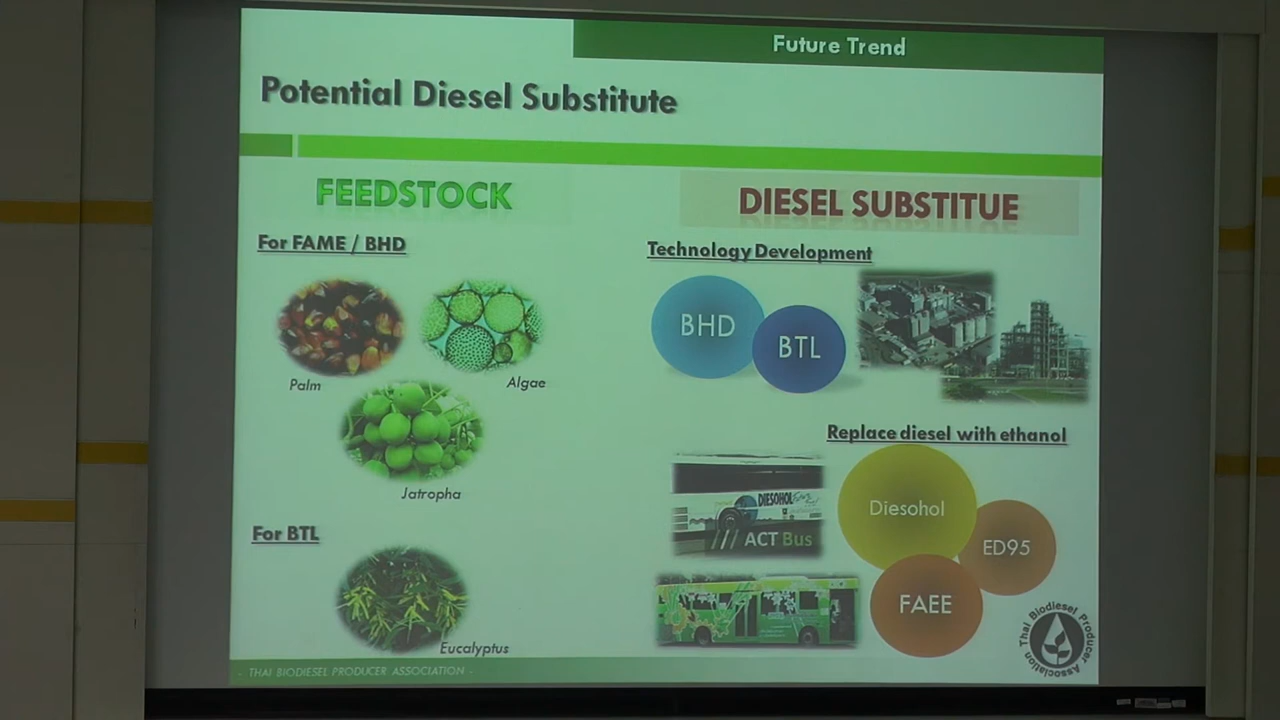 Future Trend
Potential Diesel Substitute
FEEDSTOCK
For FAME / BHD
Palm
Algae
Jatropha
For BTL
Eucalyptus
DIESEL SUBSTITUE
Technology Development
BHD
BTL
Replace diesel with ethanol
DIESOHOL
/// ACT Bus
Diesohol
ED95
FAEE
Thai Biodiesel Producer Association
- THAI BIODIESEL PRODUCER ASSOCIATION -